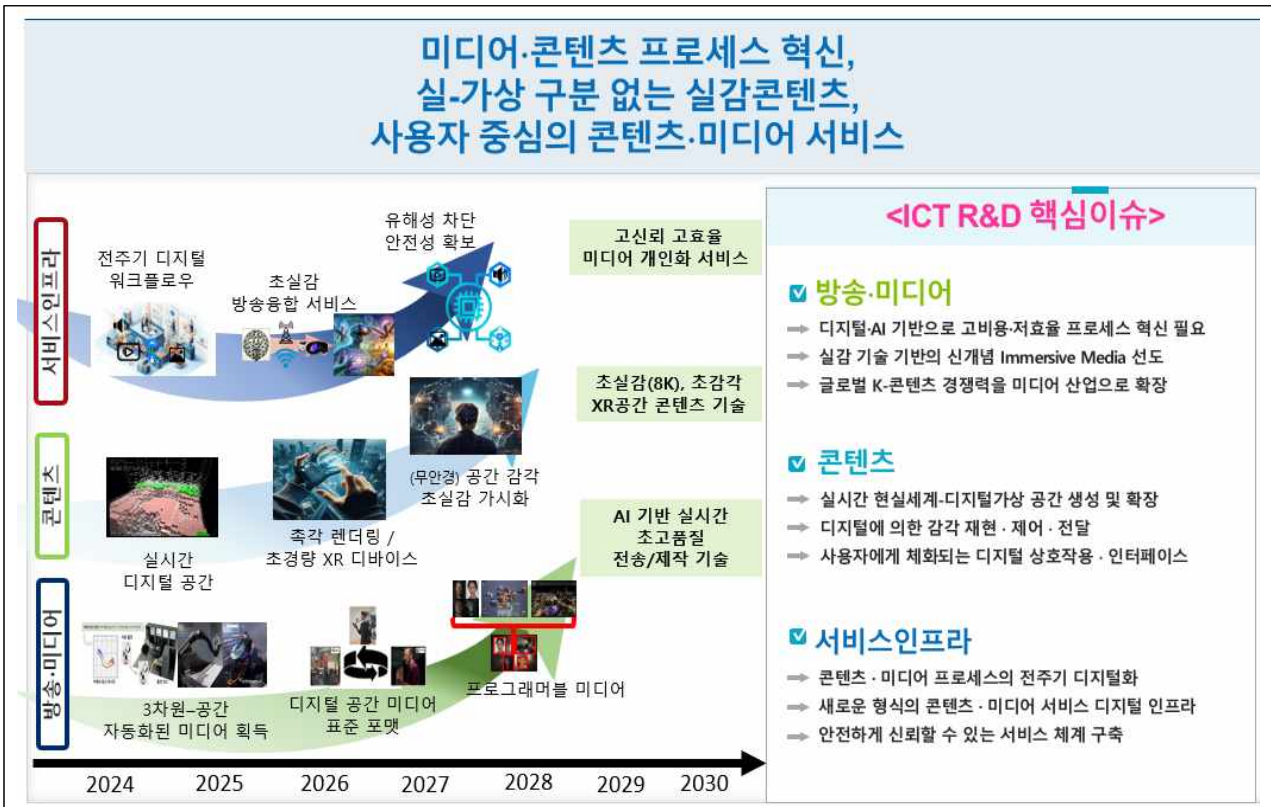 미디어·콘텐츠 프로세스 혁신,
실-가상 구분 없는 실감콘텐츠,
사용자 중심의 콘텐츠·미디어 서비스
서비스인프라
전주기 디지털
워크플로우
초실감
방송융합 서비스
유해성 차단
안전성 확보
고신뢰 고효율
미디어 개인화 서비스
콘텐츠
실시간
디지털 공간
촉각 렌더링 /
초경량 XR 디바이스
(무안경) 공간 감각
초실감 가시화
초실감(8K), 초감각
XR공간 콘텐츠 기술
방송·미디어
3차원–공간
자동화된 미디어 획득
디지털 공간 미디어
표준 포맷
프로그래머블 미디어
AI 기반 실시간
초고품질
전송/제작 기술
2024 2025 2026 2027 2028 2029 2030
<ICT R&D 핵심이슈>
방송·미디어
디지털·AI 기반으로 고비용·저효율 프로세스 혁신 필요
실감 기술 기반의 신개념 Immersive Media 선도
글로벌 K-콘텐츠 경쟁력을 미디어 산업으로 확장
콘텐츠
실시간 현실세계-디지털가상 공간 생성 및 확장
디지털에 의한 감각 재현 · 제어 · 전달
사용자에게 체화되는 디지털 상호작용 · 인터페이스
서비스인프라
콘텐츠 · 미디어 프로세스의 전주기 디지털화
새로운 형식의 콘텐츠 · 미디어 서비스 디지털 인프라
안전하게 신뢰할 수 있는 서비스 체계 구축